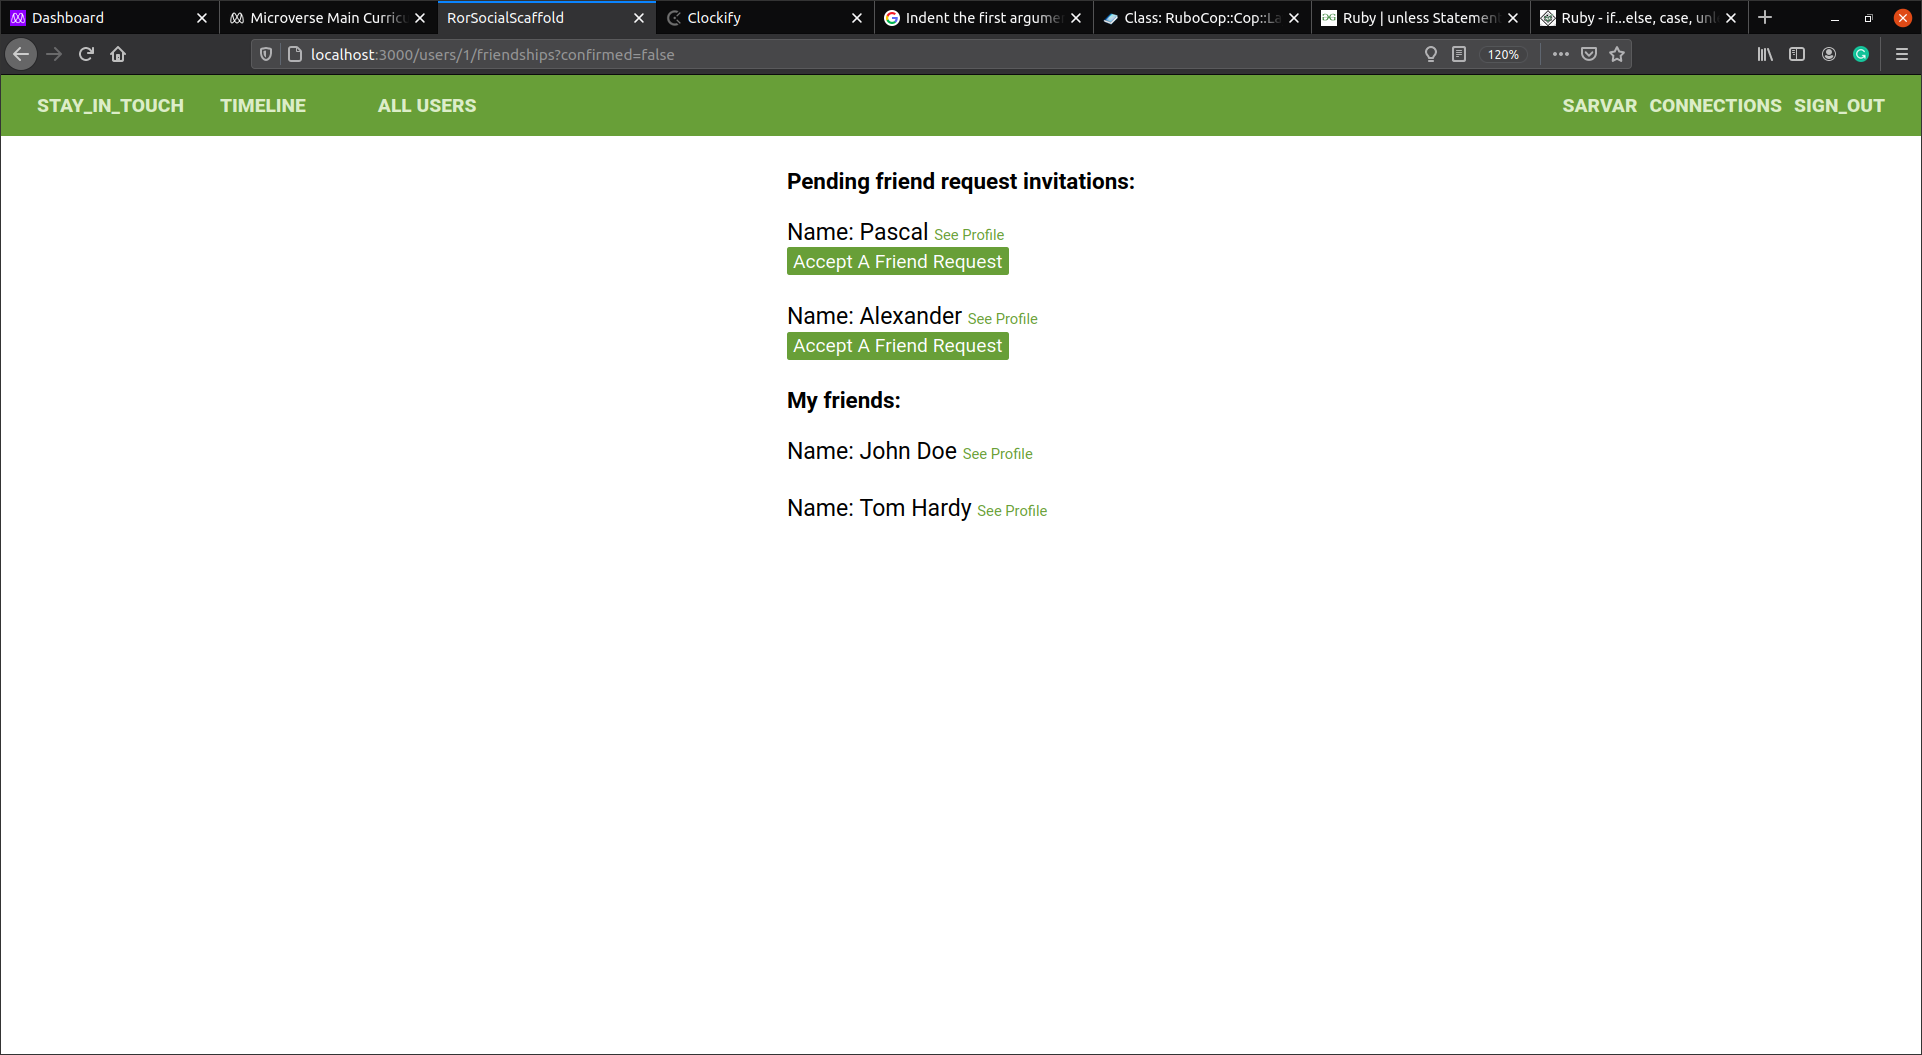 Dashboard
Microverse Main Curricu
RorSocialScaffold
Clockify
Indent the first argume
Class: RuboCop::Cop::La
Ruby | unless Statemen
Ruby - if...else, case, unl
localhost:3000/users/1/friendships?confirmed=false
120%
STAY_IN_TOUCH TIMELINE ALL USERS SARVAR CONNECTIONS SIGN_OUT
Pending friend request invitations:
Name: Pascal See Profile
Accept A Friend Request
Name: Alexander See Profile
Accept A Friend Request
My friends:
Name: John Doe See Profile
Name: Tom Hardy See Profile